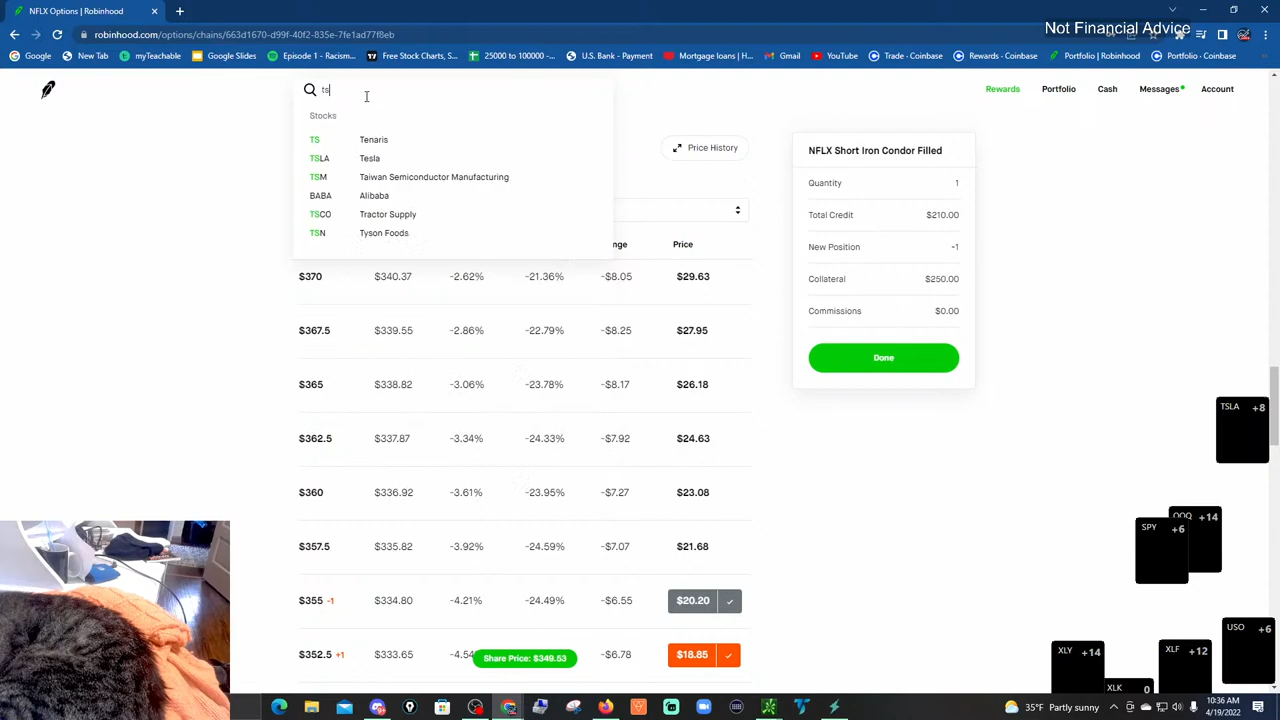 NFLX Options | Robinhood
robinhood.com/options/chains/663d1670-d99f-40f2-835e-7fe1ad77f8eb
Not Financial Advice
Google
New Tab
Episode 1 - Racism...
Free Stock Charts, S...
25000 to 100000 -...
U.S. Bank - Payment
Mortgage loans | H...
Gmail
YouTube
Coinbase
Rewards - Coinbase
Portfolio | Robinhood
Credit Karma
Other bookmarks
ts
Rewards
Portfolio
Cash
Messages
Account
Stocks
TS Tenaris
TSLA Tesla
TSM Taiwan Semiconductor Manufacturing
BABA Alibaba
TSCO Tractor Supply
TSN Tyson Foods
Price History
nge
Price
$370 $340.37 -2.62% -21.36% -$8.05 $29.63
$367.5 $339.55 -2.86% -22.79% -$8.25 $27.95
$365 $338.82 -3.06% -23.78% -$8.17 $26.18
$362.5 $337.87 -3.34% -24.33% -$7.92 $24.63
$360 $336.92 -3.61% -23.95% -$7.27 $23.08
$357.5 $335.82 -3.92% -24.59% -$7.07 $21.68
$355 -1 $334.80 -4.21% -24.49% -$6.55 $20.20
$352.5 +1 $333.65 -4.54 -$6.78 $18.85
Share Price: $349.53
NFLX Short Iron Condor Filled
Quantity 1
Total Credit $210.00
New Position -1
Collateral $250.00
Commissions $0.00
Done
TSLA +8
QQQ +14
SPY +6
USO +6
XLY +14
XLF +12
XLK 0
35°F Partly sunny
10:36 AM
4/19/2022